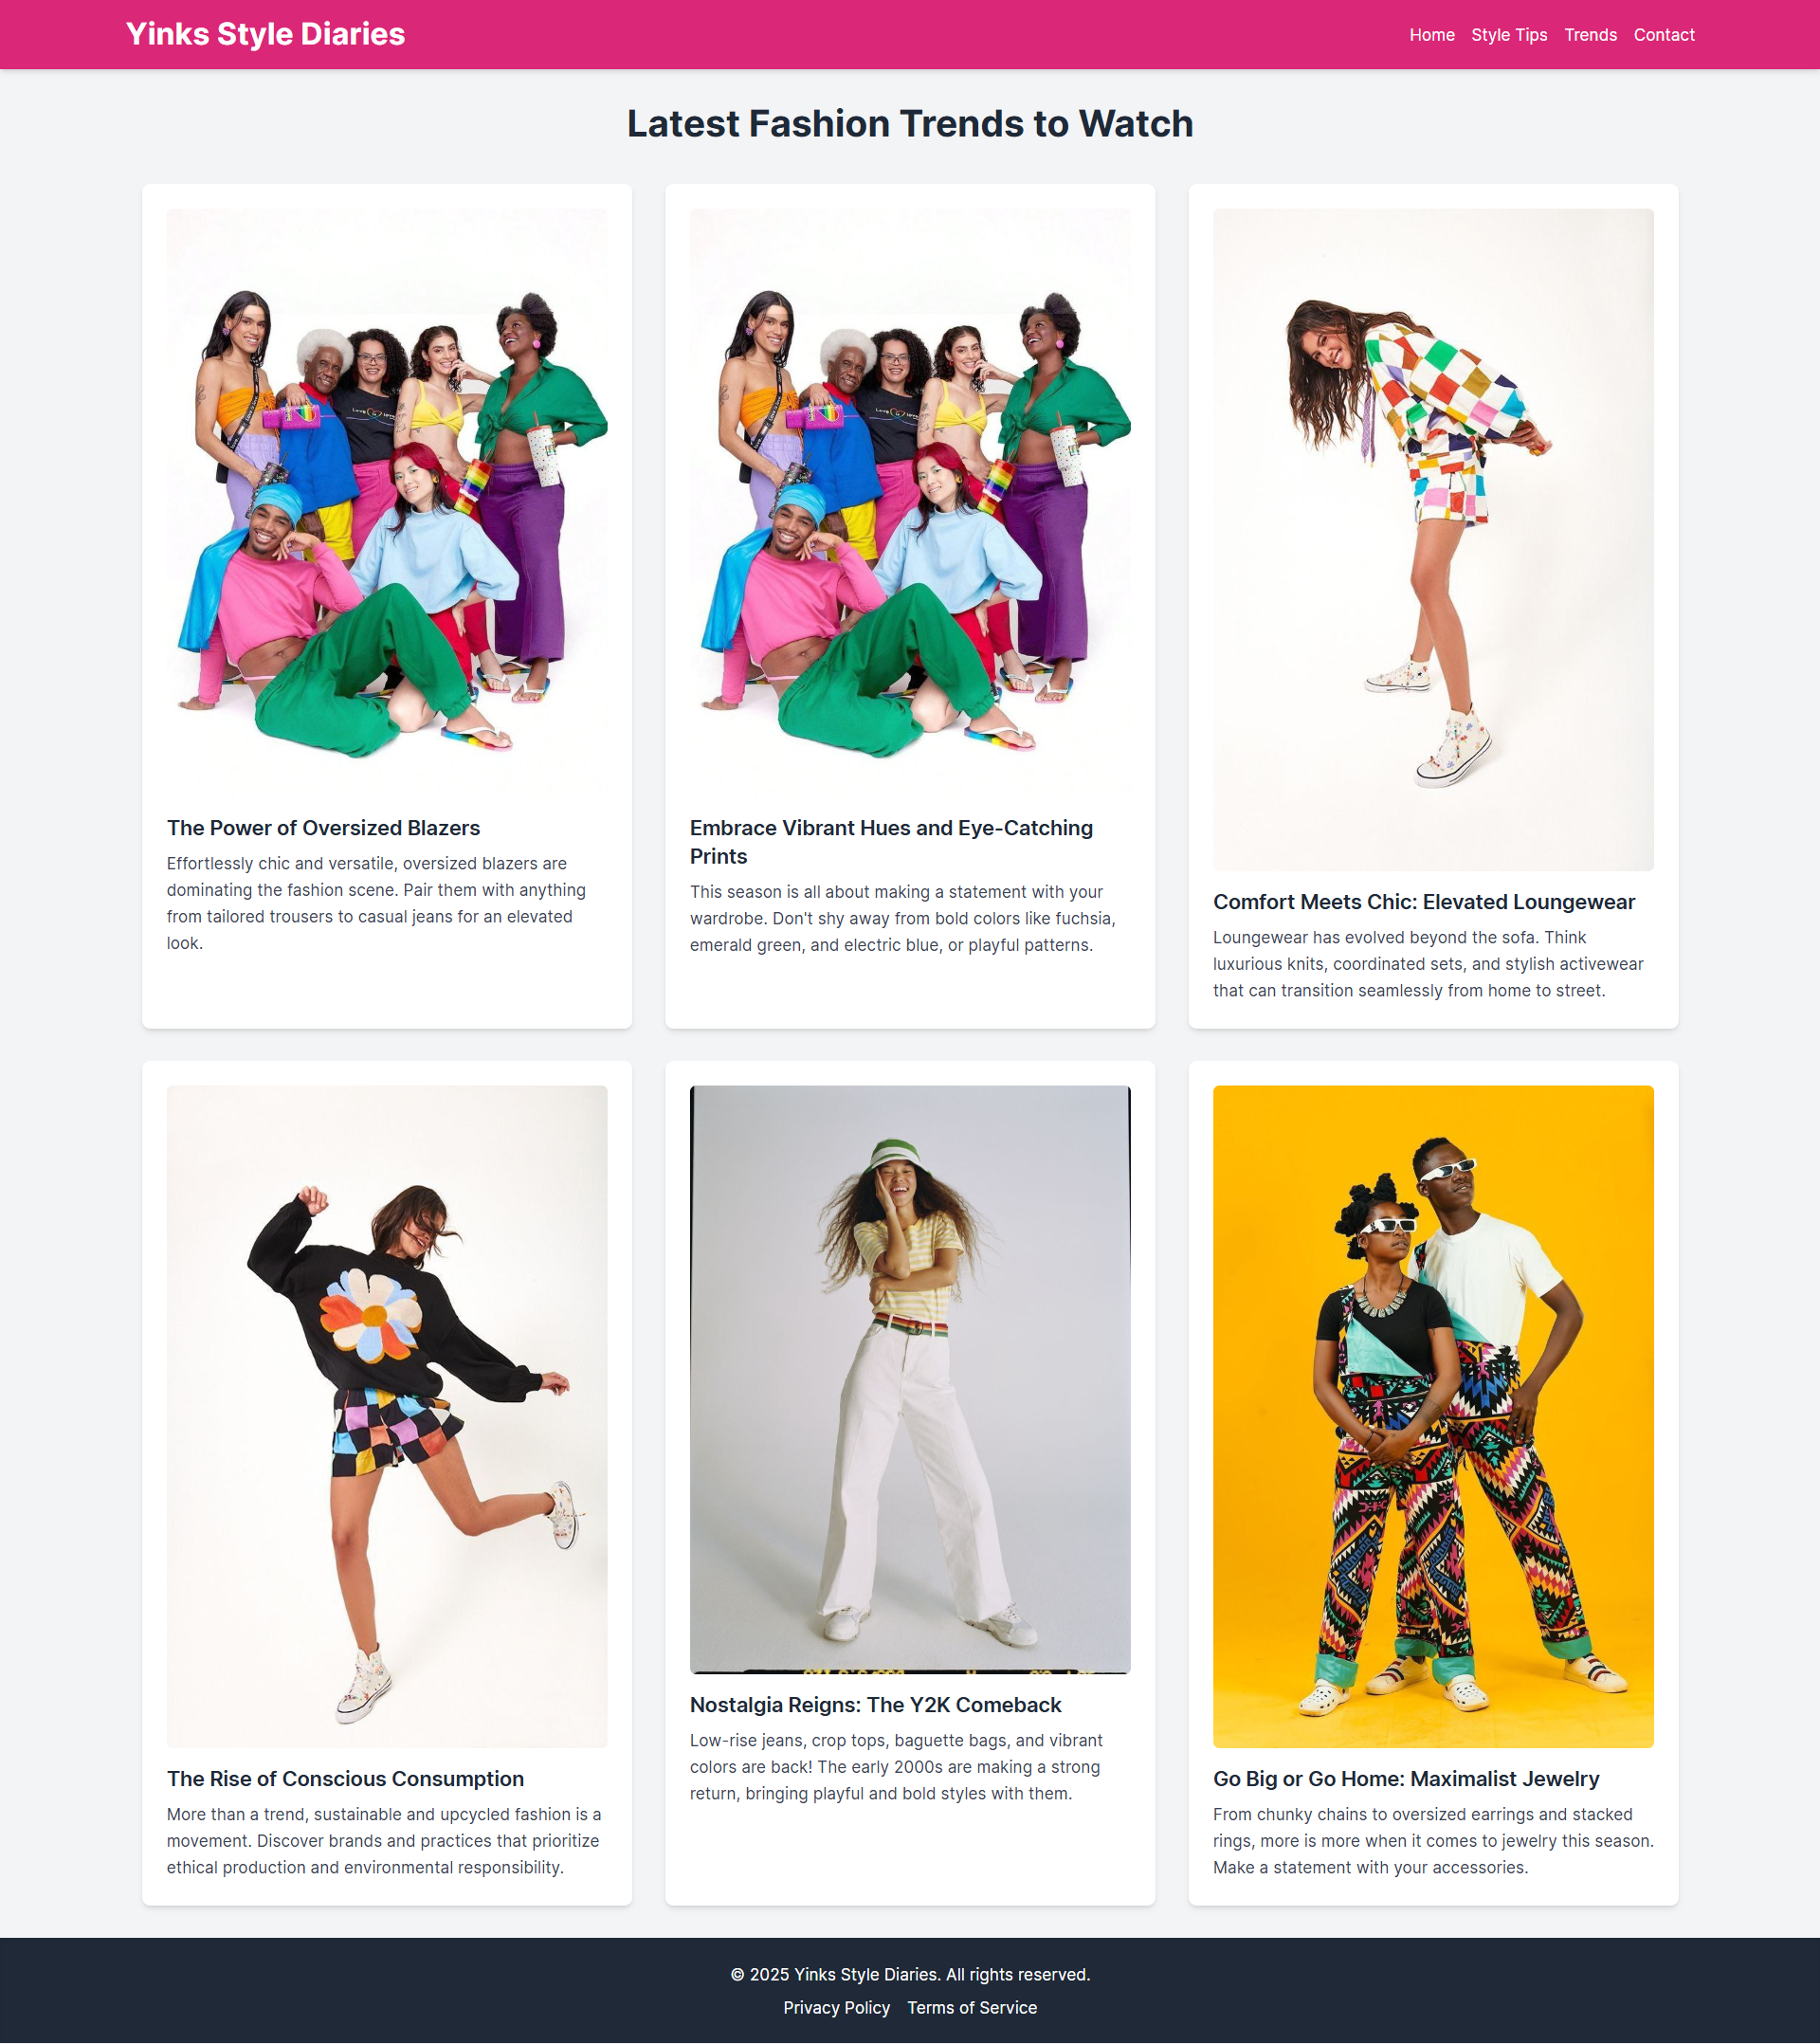 Yinks Style Diaries
Home Style Tips Trends Contact
Latest Fashion Trends to Watch
The Power of Oversized Blazers
Effortlessly chic and versatile, oversized blazers are
dominating the fashion scene. Pair them with anything
from tailored trousers to casual jeans for an elevated
look.
Embrace Vibrant Hues and Eye-Catching
Prints
This season is all about making a statement with your
wardrobe. Don't shy away from bold colors like fuchsia,
emerald green, and electric blue, or playful patterns.
Comfort Meets Chic: Elevated Loungewear
Loungewear has evolved beyond the sofa. Think
luxurious knits, coordinated sets, and stylish activewear
that can transition seamlessly from home to street.
The Rise of Conscious Consumption
More than a trend, sustainable and upcycled fashion is a
movement. Discover brands and practices that prioritize
ethical production and environmental responsibility.
Nostalgia Reigns: The Y2K Comeback
Low-rise jeans, crop tops, baguette bags, and vibrant
colors are back! The early 2000s are making a strong
return, bringing playful and bold styles with them.
Go Big or Go Home: Maximalist Jewelry
From chunky chains to oversized earrings and stacked
rings, more is more when it comes to jewelry this season.
Make a statement with your accessories.
© 2025 Yinks Style Diaries. All rights reserved.
Privacy Policy Terms of Service